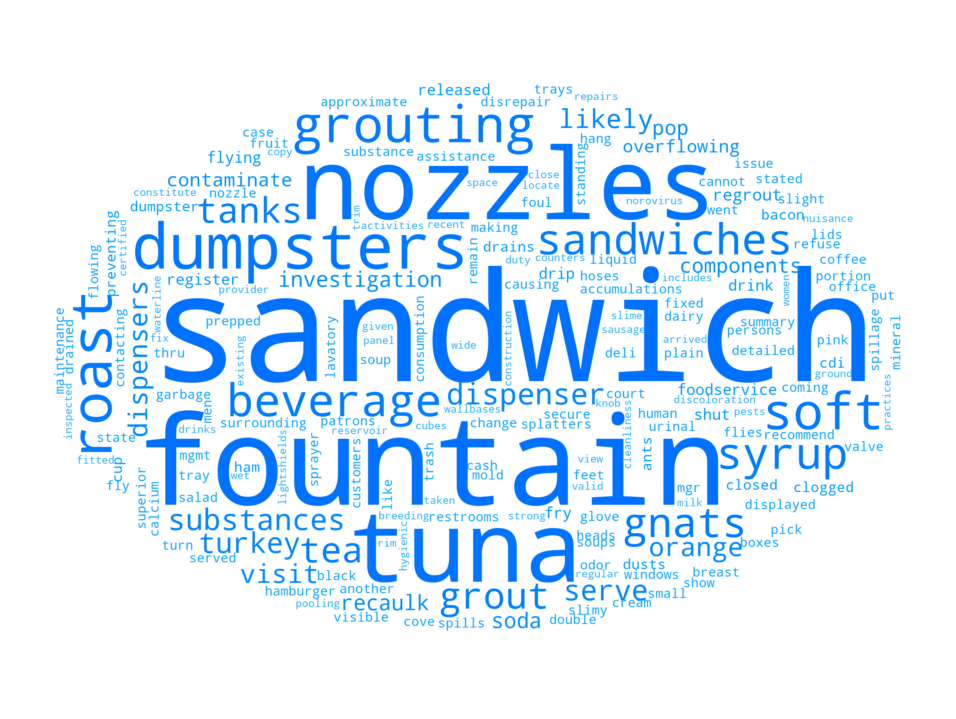 released
trays
repairs
approximate
disrepair
grouting
likely
pop
case
fruit
copy
hang
overflowing
flying
substance
assistance
standing
nozzles
close
locate
space
issue
contaminate
constitute
nozzle
foul
norovirus
cannot
stated
regrout
slight
dumpster
tanks
trim
activities
recent
making
went
bacon
nuisance
lids
refuse
dumpsters
remain
drains
duty
counters
liquid
sandwiches
components
coffee
certified
preventing
flowing
register
investigation
provider
causing
drip
hoses
accumulations
includes
drink
women
portion
office
put
waterline
sandwich
fixed
dairy
summary
persons
prepped
lavatory
given
panel
consumption
slime
sausage
arrived
pink
spillage
mineral
maintenance
drained
contacting
roast
dispensers
fix
thru
existing
soup
wide
construction
deli
plain
detailed
cdi
ground
inspected
garbage
men
beverage
dispenser
court
knob
foodservice
coming
practices
discoloration
surrounding
patrons
wallbases
secure
human
shut
pests
soft
state
drinks
reservoir
cubes
change
splatters
cleanliness
urinal
flies
recommend
fountain
mgmt
valve
fitted
cup
fly
tray
ham
wet
lightshields
sprayer
customers
like
trash
cash
mold
view
feet
valid
ants
mgr
closed
syrup
clogged
superior
calcium
salad
taken
milk
displayed
substances
breeding
restrooms
strong
fry
glove
gnats
pick
turn
turkey
tea
rim
hygienic
tuna
beads
soups
orange
boxes
served
visit
black
odor
dusts
regular
windows
breast
show
hamburger
another
recaulk
grout
serve
small
pooling
slimy
cream
visible
cove
spills
soda
double